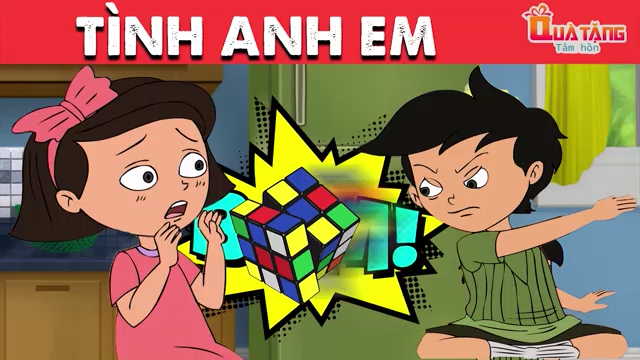 TÌNH ANH EM
QUÀ TẶNG
Tâm hồn